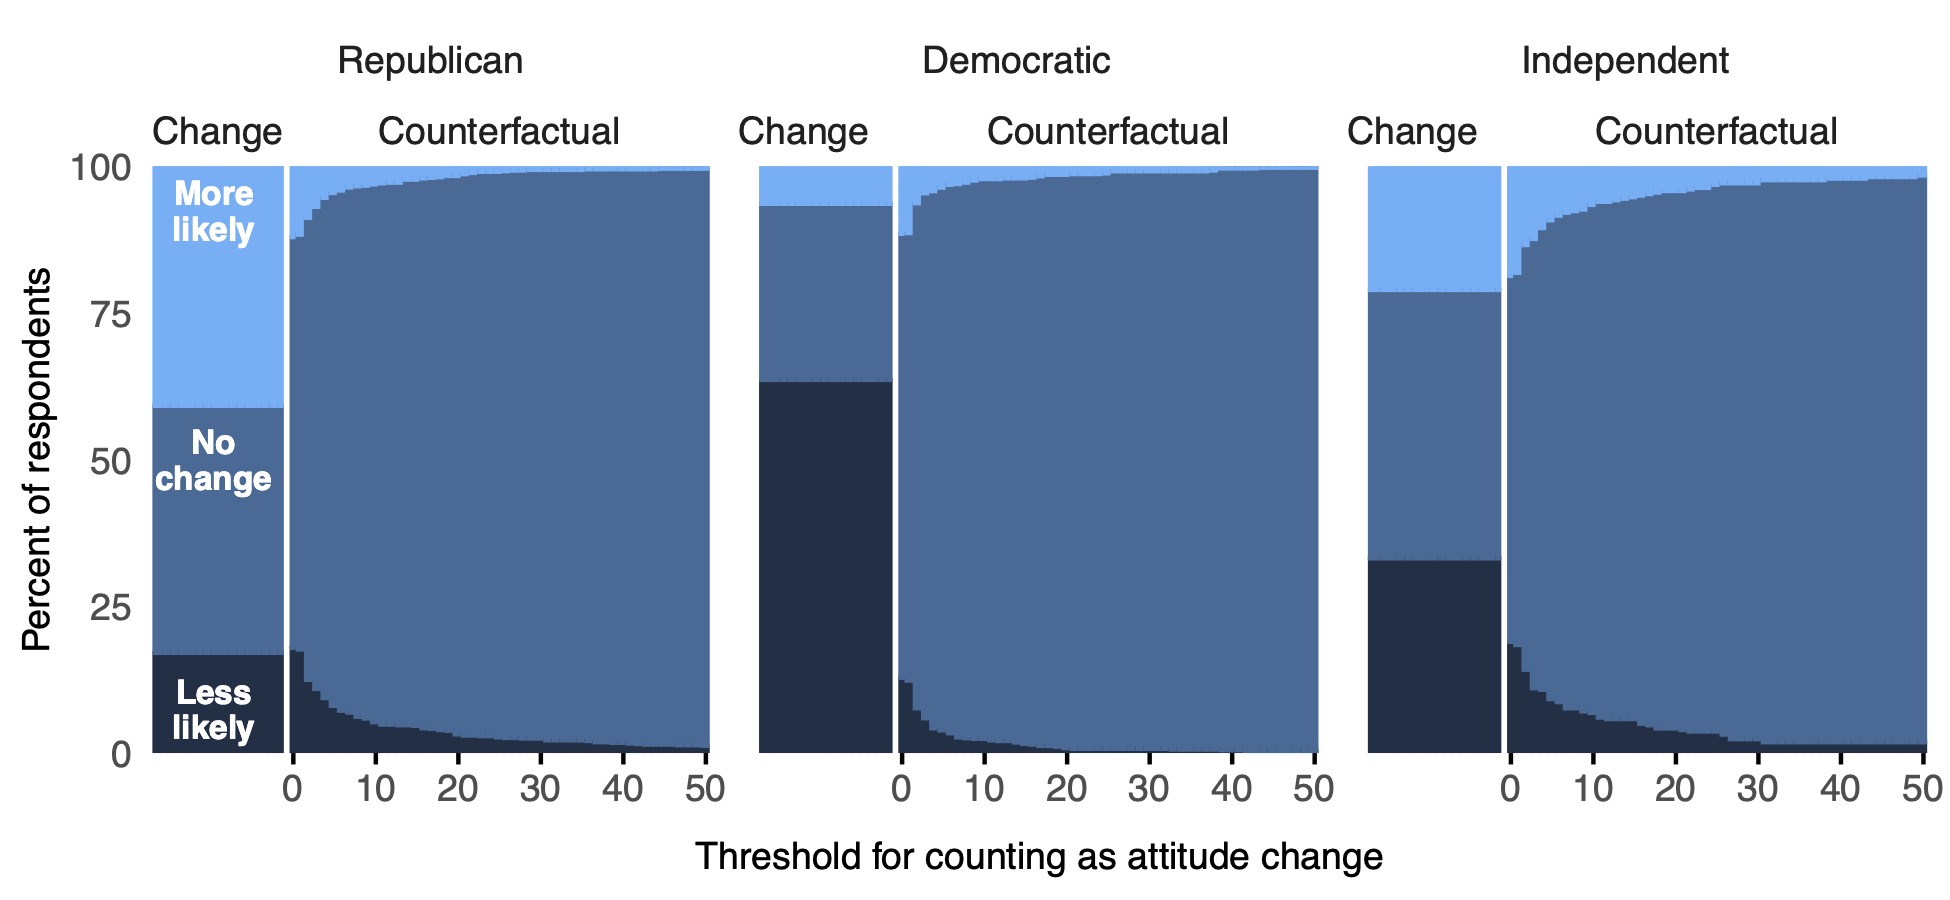 Republican
Democratic
Independent
Change
Counterfactual
Change
Counterfactual
Change
Counterfactual
Percent of respondents
100
75
50
25
0
More
likely
No
change
Less
likely
0 10 20 30 40 50
0 10 20 30 40 50
0 10 20 30 40 50
Threshold for counting as attitude change